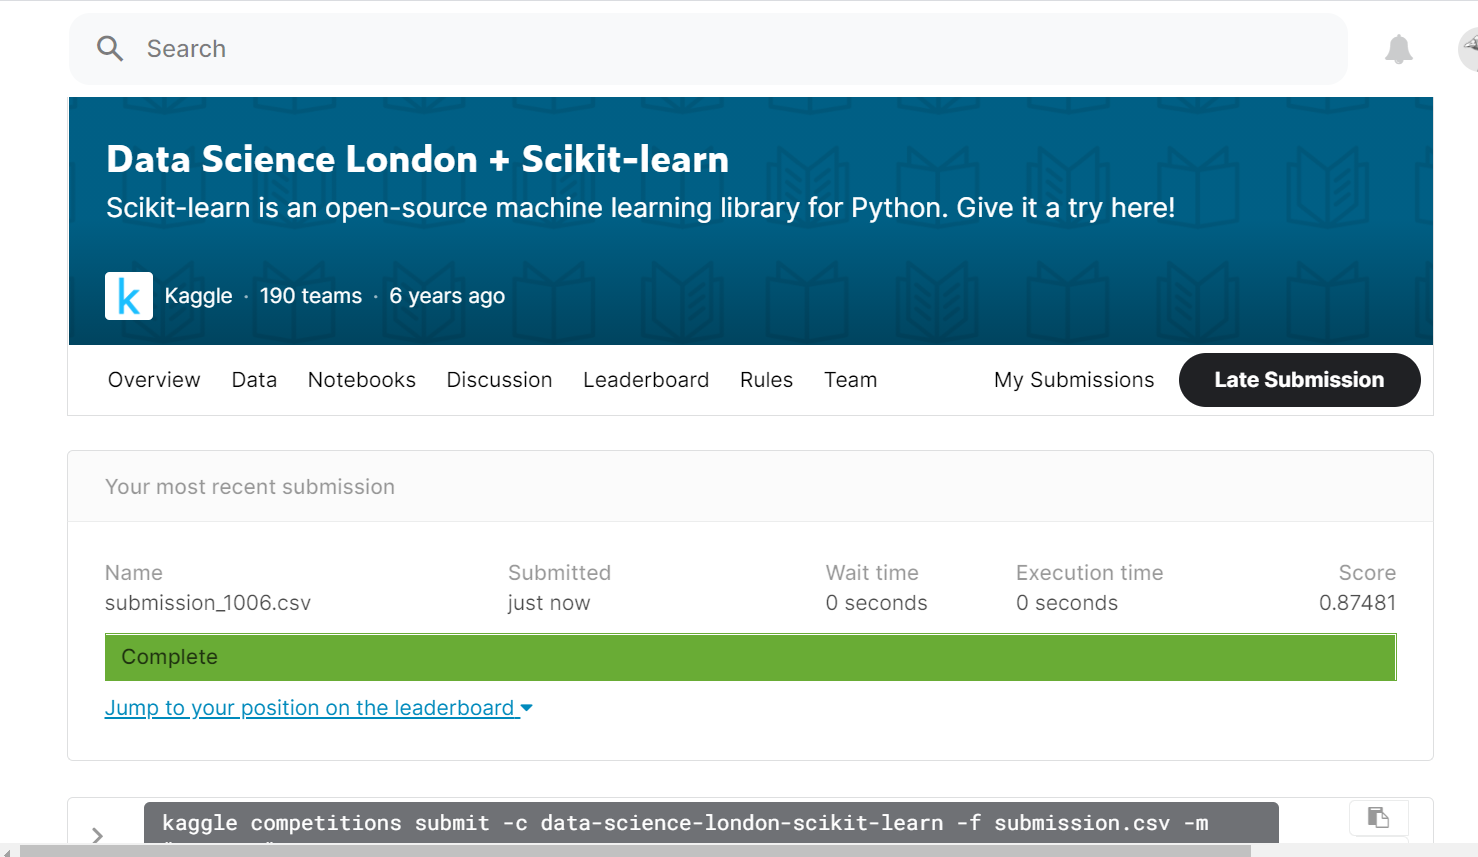 Search
Data Science London + Scikit-learn
Scikit-learn is an open-source machine learning library for Python. Give it a try here!
k Kaggle · 190 teams · 6 years ago
Overview Data Notebooks Discussion Leaderboard Rules Team My Submissions Late Submission
Your most recent submission
Name Submitted Wait time Execution time Score
submission_1006.csv just now 0 seconds 0 seconds 0.87481
Complete
Jump to your position on the leaderboard
kaggle competitions submit -c data-science-london-scikit-learn -f submission.csv -m